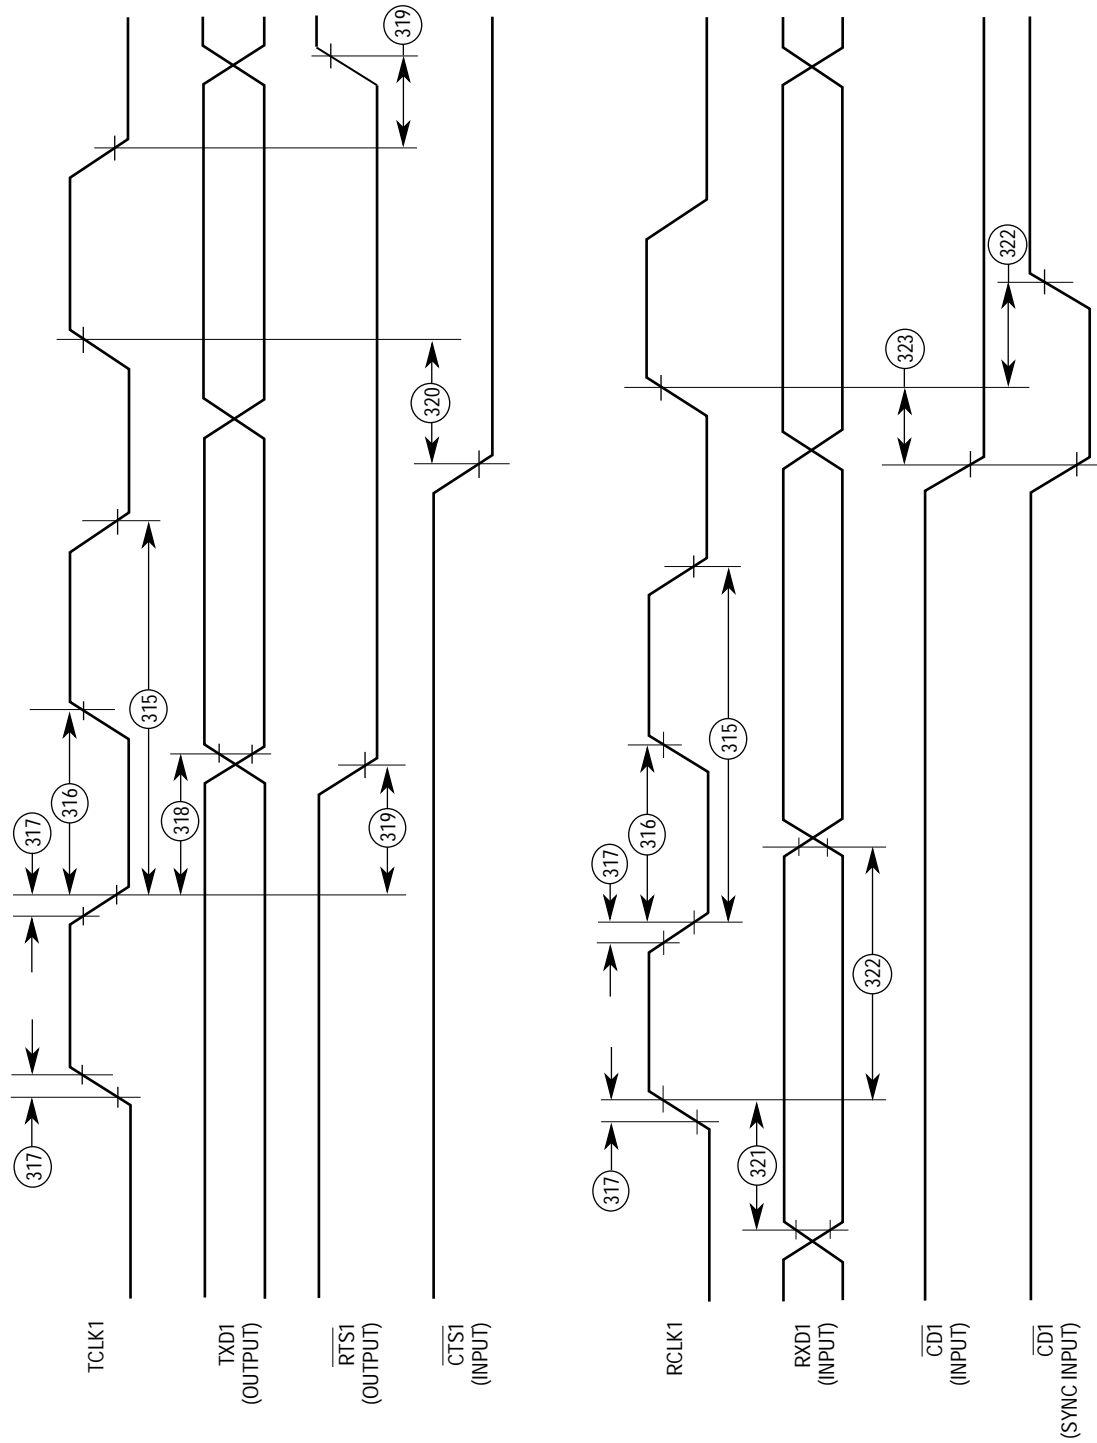 TCLK1
317
317
316
315
TXD1
(OUTPUT)
318
RTS1
(OUTPUT)
319
319
CTS1
(INPUT)
320
RCLK1
317
317
316
315
RXD1
(INPUT)
321
322
CD1
(INPUT)
323
CD1
(SYNC INPUT)
322